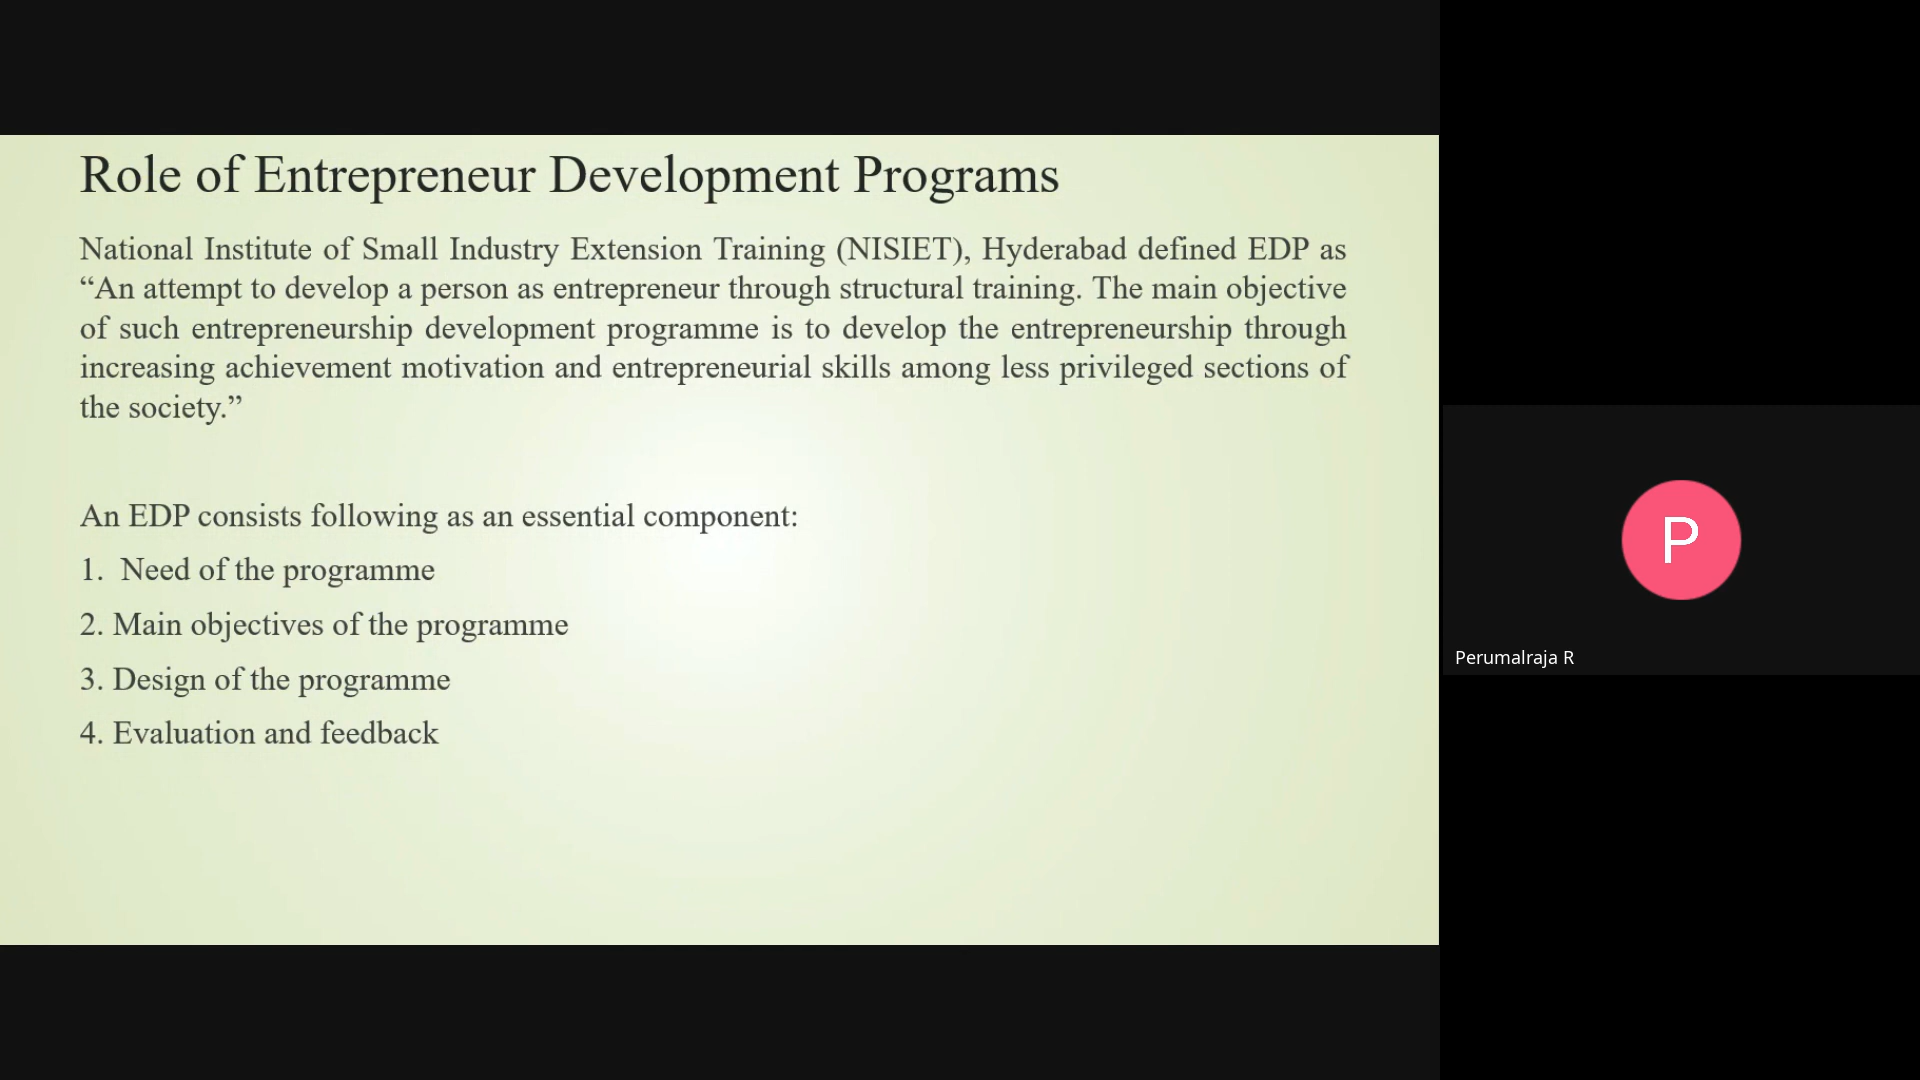 Role of Entrepreneur Development Programs
National Institute of Small Industry Extension Training (NISIET), Hyderabad defined EDP as
“An attempt to develop a person as entrepreneur through structural training. The main objective
of such entrepreneurship development programme is to develop the entrepreneurship through
increasing achievement motivation and entrepreneurial skills among less privileged sections of
the society.”
An EDP consists following as an essential component:
1. Need of the programme
2. Main objectives of the programme
3. Design of the programme
4. Evaluation and feedback
P
Perumalraja R